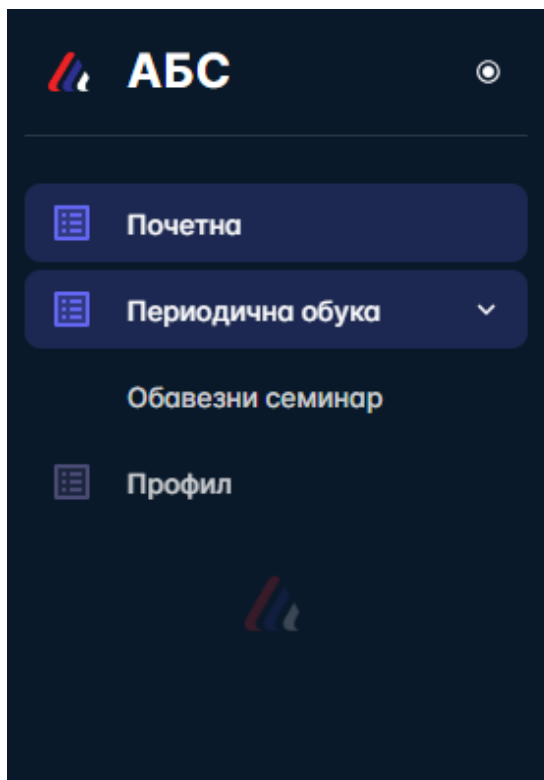 АБС
Почетна
Периодична обука
Обавезни семинар
Профил